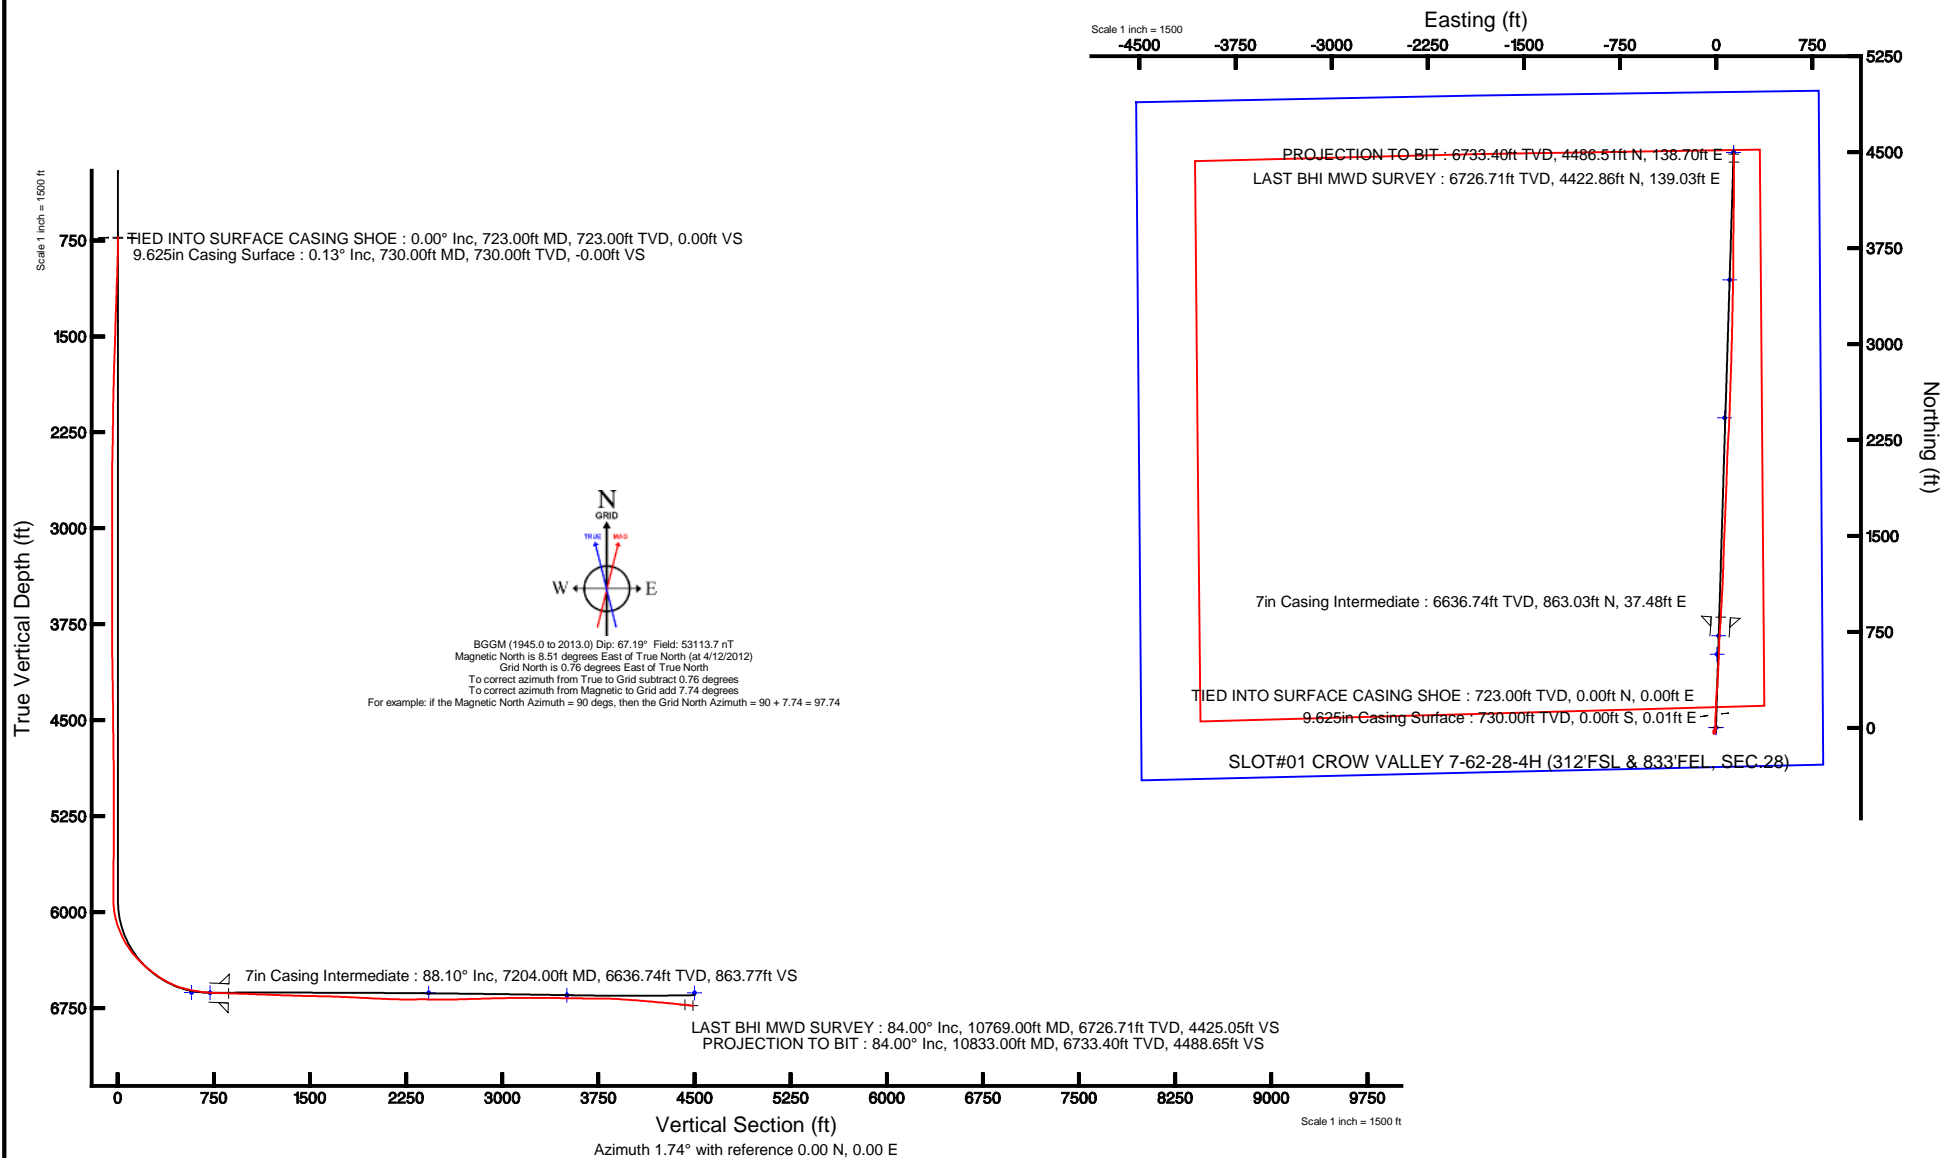 Scale 1 inch = 1500 ft
True Vertical Depth (ft)
750
1500
2250
3000
3750
4500
5250
6000
6750
TIED INTO SURFACE CASING SHOE : 0.00° Inc, 723.00ft MD, 723.00ft TVD, 0.00ft VS
9.625in Casing Surface : 0.13° Inc, 730.00ft MD, 730.00ft TVD, -0.00ft VS
N
GRID
TRUE MAG
W E
BGGM (1945.0 to 2013.0) Dip: 67.19° Field: 53113.7 nT
Magnetic North is 8.51 degrees East of True North (at 4/12/2012)
Grid North is 0.76 degrees East of True North
To correct azimuth from True to Grid subtract 0.76 degrees
To correct azimuth from Magnetic to Grid add 7.74 degrees
For example: if the Magnetic North Azimuth = 90 degs, then the Grid North Azimuth = 90 + 7.74 = 97.74
7in Casing Intermediate : 88.10° Inc, 7204.00ft MD, 6636.74ft TVD, 863.77ft VS
LAST BHI MWD SURVEY : 84.00° Inc, 10769.00ft MD, 6726.71ft TVD, 4425.05ft VS
PROJECTION TO BIT : 84.00° Inc, 10833.00ft MD, 6733.40ft TVD, 4488.65ft VS
0 750 1500 2250 3000 3750 4500 5250 6000 6750 7500 8250 9000 9750
Vertical Section (ft)
Scale 1 inch = 1500 ft
Azimuth 1.74° with reference 0.00 N, 0.00 E
Easting (ft)
Scale 1 inch = 1500
-4500 -3750 -3000 -2250 -1500 -750 0 750
5250
4500
3750
3000
2250
1500
750
0
Northing (ft)
PROJECTION TO BIT : 6733.40ft TVD, 4486.51ft N, 138.70ft E
LAST BHI MWD SURVEY : 6726.71ft TVD, 4422.86ft N, 139.03ft E
7in Casing Intermediate : 6636.74ft TVD, 863.03ft N, 37.48ft E
TIED INTO SURFACE CASING SHOE : 723.00ft TVD, 0.00ft N, 0.00ft E
9.625in Casing Surface : 730.00ft TVD, 0.00ft S, 0.01ft E
SLOT#01 CROW VALLEY 7-62-28-4H (312'FSL & 833'FEL, SEC.28)